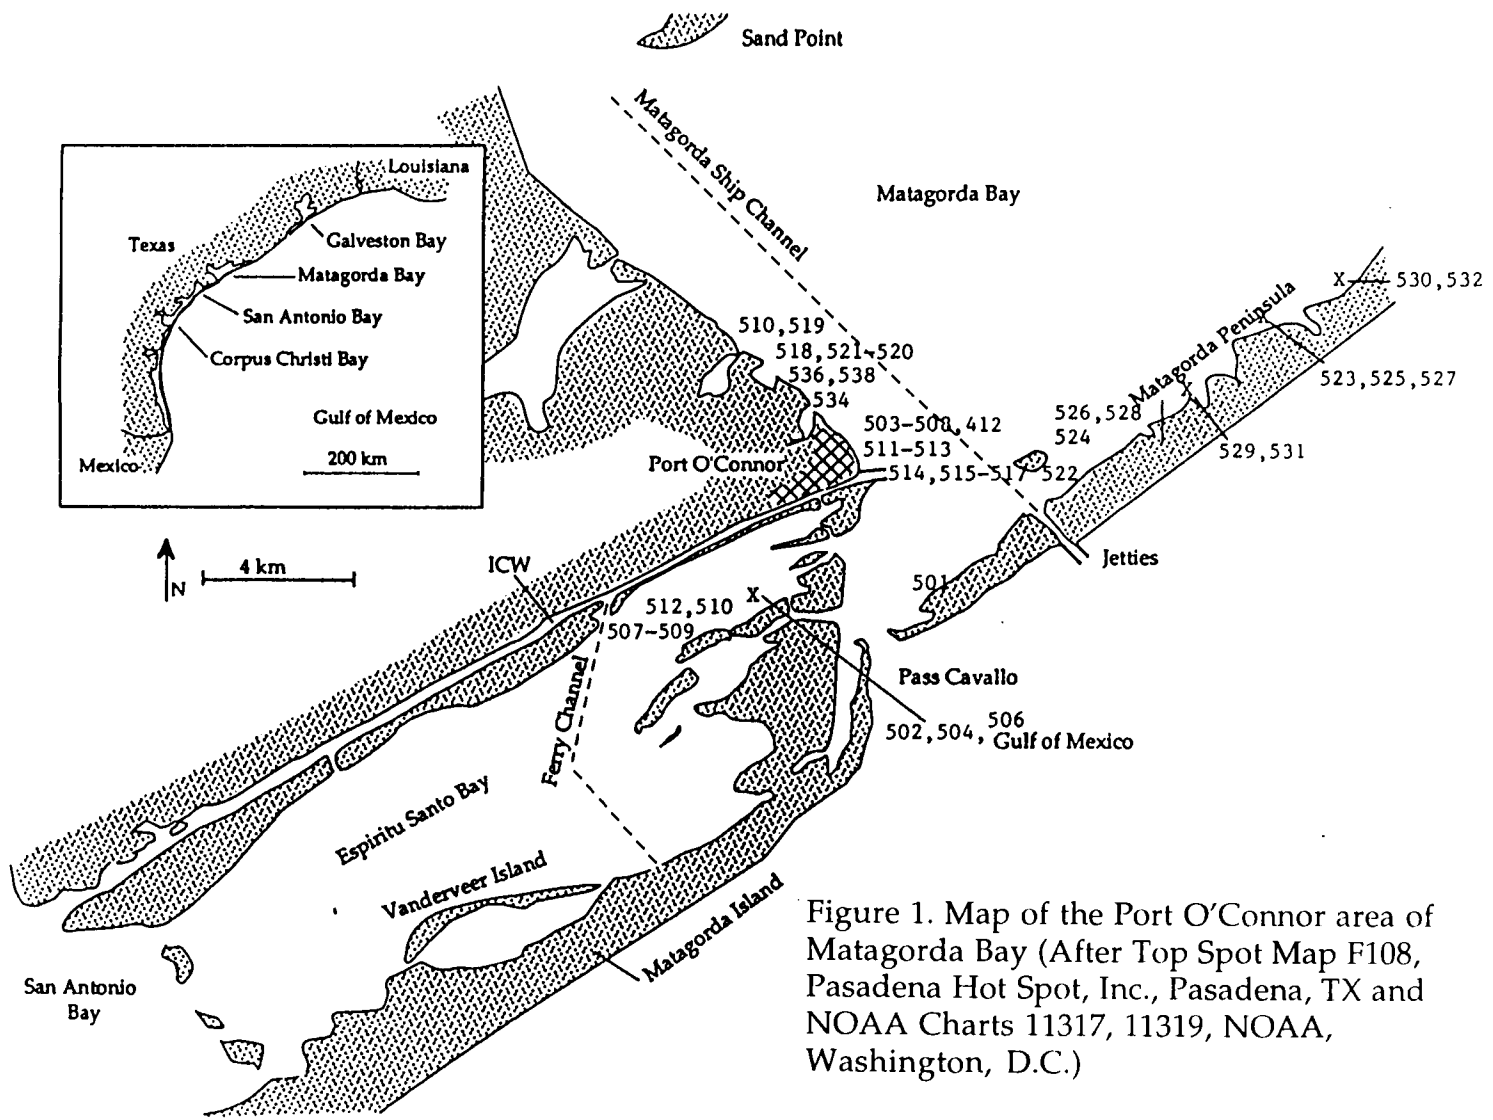 Sand Point
Matagorda Ship Channel
Matagorda Bay
Louisiana
Texas
Galveston Bay
Matagorda Bay
San Antonio Bay
Corpus Christi Bay
Gulf of Mexico
Mexico
200 km
X 530,532
Matagorda Peninsula
510,519
518,521-520
536,538
534
523,525,527
503-508,412
526,528
511-513
524
529,531
Port O'Connor
514,515-517 522
N
4 km
ICW
Jetties
501
512,510 X
507-509
Pass Cavallo
Ferry Channel
502,504,506
Gulf of Mexico
Espiritu Santo Bay
Vanderveer Island
Matagorda Island
San Antonio
Bay
Figure 1. Map of the Port O'Connor area of
Matagorda Bay (After Top Spot Map F108,
Pasadena Hot Spot, Inc., Pasadena, TX and
NOAA Charts 11317, 11319, NOAA,
Washington, D.C.)